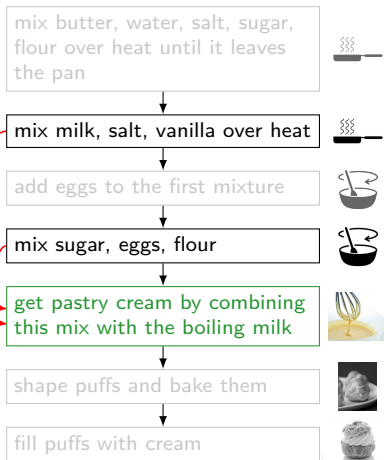 mix butter, water, salt, sugar,
flour over heat until it leaves
the pan
mix milk, salt, vanilla over heat
add eggs to the first mixture
mix sugar, eggs, flour
get pastry cream by combining
this mix with the boiling milk
shape puffs and bake them
fill puffs with cream